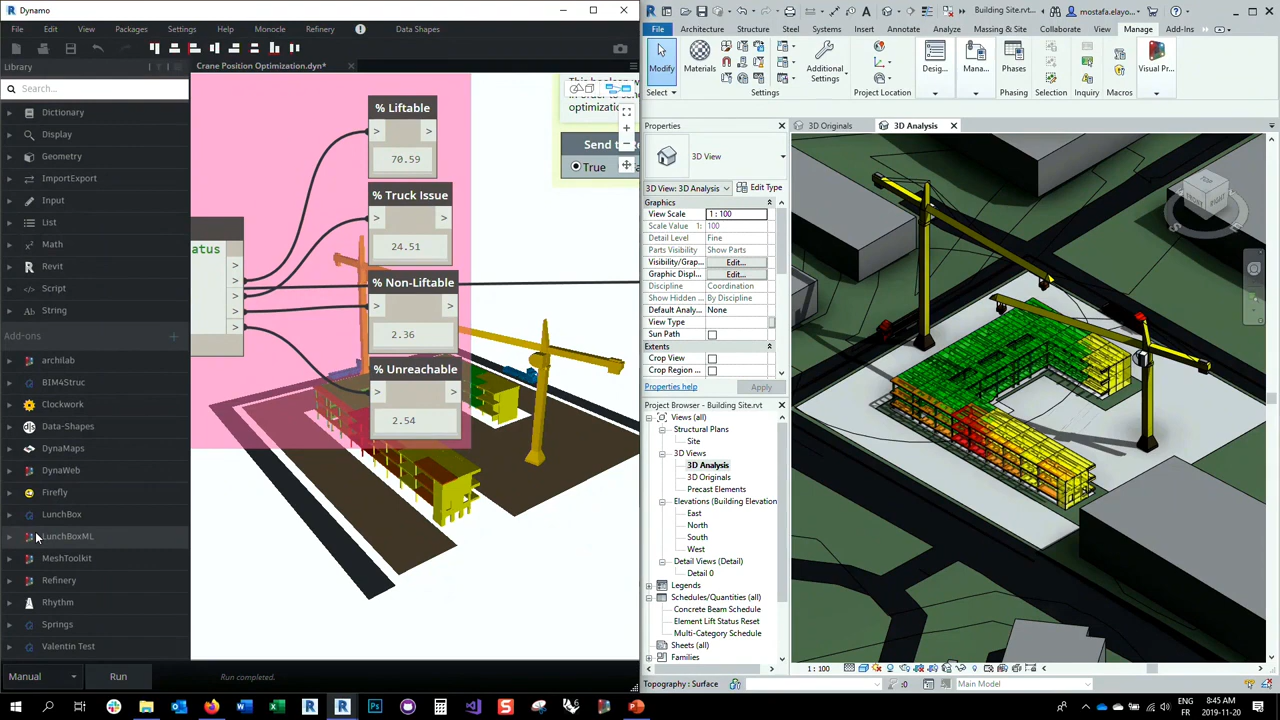 Dynamo
File Edit View Packages Settings Help Monocle Refinery Data Shapes
Library
Crane Position Optimization.dyn*
Search...
Dictionary
Display
Geometry
ImportExport
Input
List
Math
Revit
Script
String
Add-ons
archilab
BIM4Struc
Clockwork
Data-Shapes
DynaMaps
DynaWeb
Firefly
LunchBox
LunchBoxML
MeshToolkit
Refinery
Rhythm
Springs
Valentin Test
Manual
Run
Run completed.
atus
% Liftable
70.59
% Truck Issue
24.51
% Non-Liftable
2.36
% Unreachable
2.54
optimization
Send to R
True
Building Site.rvt...
mostafa.elayo...
File Architecture Structure Steel Systems Insert Annotate Analyze Massing & Site Collaborate View Manage Add-Ins
Modify
Materials
Additional
Settings
Desig...
Mana...
Phases
Visual Pr...
Select
Settings
Project Location
Phasing
Selection
Inquiry
Macros
Properties
3D Originals
3D Analysis
3D View
3D View: 3D Analysis
Edit Type
Graphics
View Scale 1 : 100
Scale Value 1: 100
Detail Level Fine
Parts Visibility Show Parts
Visibility/Grap... Edit...
Graphic Displ... Edit...
Discipline Coordination
Show Hidden ... By Discipline
Default Analy... None
View Type
Sun Path
Extents
Crop View
Crop Region ...
Properties help
Apply
Project Browser - Building Site.rvt
Views (all)
Structural Plans
Site
3D Views
3D Analysis
3D Originals
Precast Elements
Elevations (Building Elevation
East
North
South
West
Detail Views (Detail)
Detail 0
Legends
Schedules/Quantities (all)
Concrete Beam Schedule
Element Lift Status Reset
Multi-Category Schedule
Sheets (all)
Families
1 : 100
Topography : Surface
:0
Main Model
ENG
FR
8:45 AM
2019-11-20